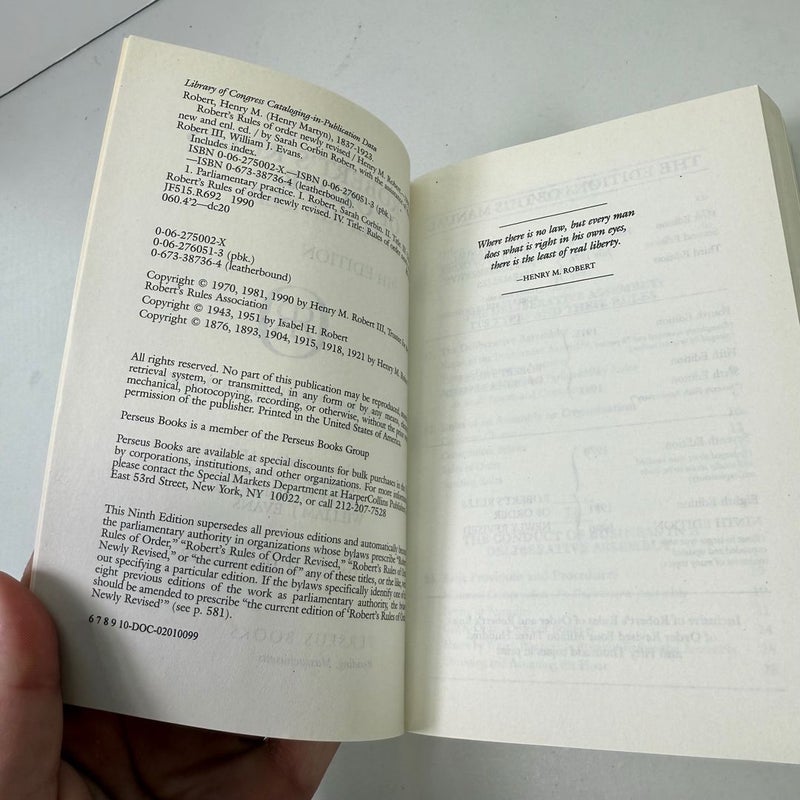 Library of Congress Cataloging-in-Publication Data
Robert, Henry M. (Henry Martyn), 1837-1923.
Robert's Rules of order newly revised / Henry M. Robert.
new and enl. ed / by Sarah Corbin Robert, with the assistance
Robert III, William J. Evans.
Includes index.
ISBN 0-06-275002-X.—ISBN 0-06-276051-3 (pbk.)
—ISBN 0-673-38736-4 (leatherbound).
1. Parliamentary practice. I. Robert, Sarah Corbin. II. Title.
Robert's Rules of order newly revised. IV. Title: Rules of order
JF515.R692 1990
060.4'2—dc20
0-06-275002-X
0-06-276051-3 (pbk.)
0-673-38736-4 (leatherbound)
Copyright © 1970, 1981, 1990 by Henry M. Robert III, Trustee for
Robert's Rules Association
Copyright © 1943, 1951 by Isabel H. Robert
Copyright © 1876, 1893, 1904, 1915, 1918, 1921 by Henry M.
All rights reserved. No part of this publication may be reproduced,
retrieval system, or transmitted, in any form or by any means,
mechanical, photocopying, recording, or otherwise, without the prior
permission of the publisher. Printed in the United States of America.
Perseus Books is a member of the Perseus Books Group
Perseus Books are available at special discounts for bulk purchases in the
by corporations, institutions, and other organizations. For more
please contact the Special Markets Department at HarperCollins
East 53rd Street, New York, NY 10022, or call 212-207-7528
This Ninth Edition supersedes all previous editions and automatically
the parliamentary authority in organizations whose bylaws prescribe
Rules of Order," "Robert's Rules of Order Revised," "Robert's Rules of
Newly Revised," or "the current edition of" any of these titles, or the like,
out specifying a particular edition. If the bylaws specifically identify one of
eight previous editions of the work as parliamentary authority, the
should be amended to prescribe "the current edition of 'Robert's Rules of
Newly Revised'" (see p. 581).
6 7 8 9 10-DOC-02010099
Where there is no law, but every man
does what is right in his own eyes,
there is the least of real liberty.
—HENRY M. ROBERT